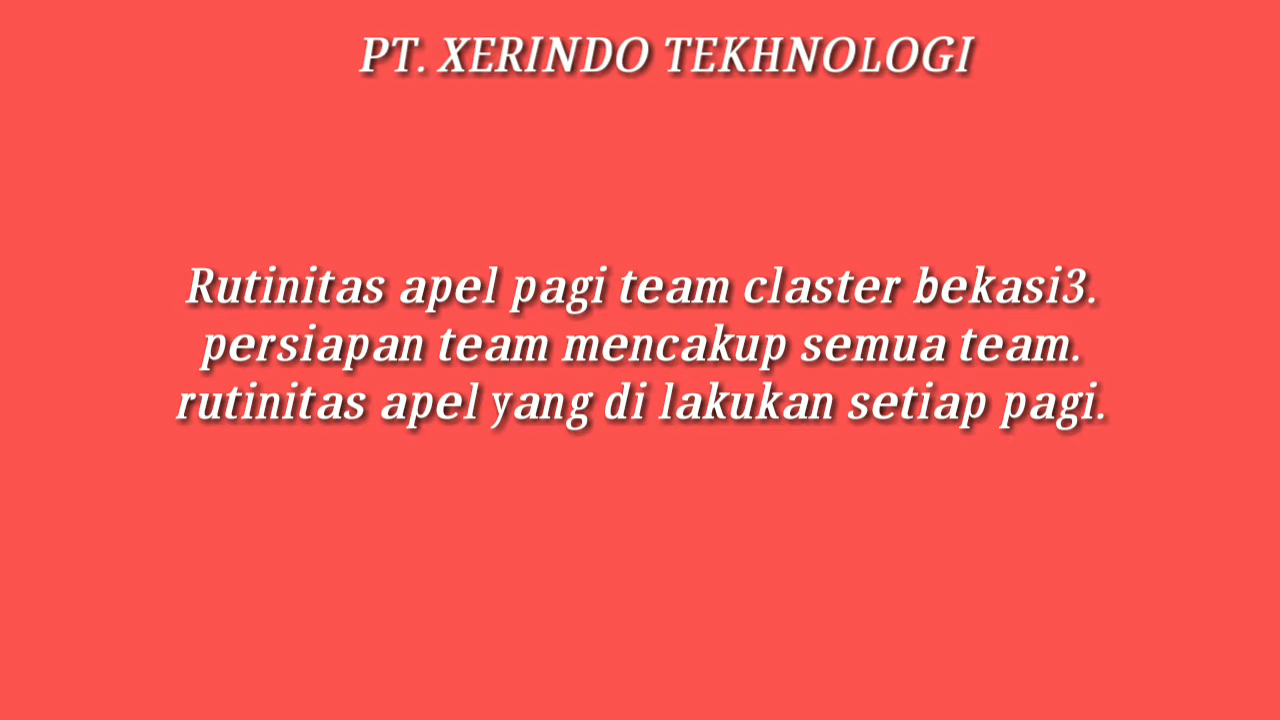 PT. XERINDO TEKHNOLOGI
Rutinitas apel pagi team claster bekasi3.
persiapan team mencakup semua team.
rutinitas apel yang di lakukan setiap pagi.